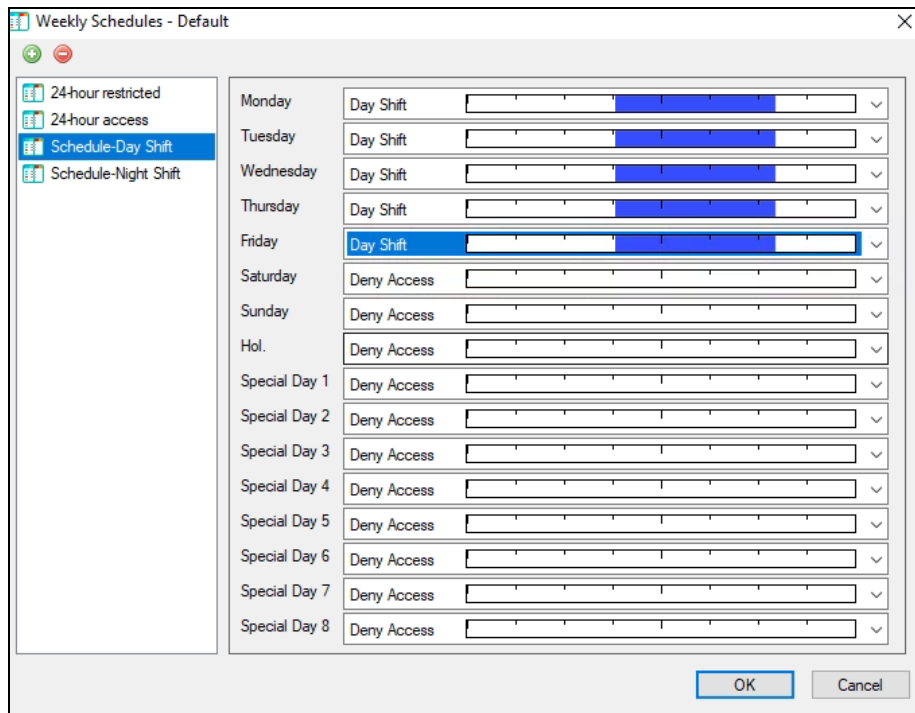 Weekly Schedules - Default
24-hour restricted
24-hour access
Schedule-Day Shift
Schedule-Night Shift
Monday Day Shift
Tuesday Day Shift
Wednesday Day Shift
Thursday Day Shift
Friday Day Shift
Saturday Deny Access
Sunday Deny Access
Hol. Deny Access
Special Day 1 Deny Access
Special Day 2 Deny Access
Special Day 3 Deny Access
Special Day 4 Deny Access
Special Day 5 Deny Access
Special Day 6 Deny Access
Special Day 7 Deny Access
Special Day 8 Deny Access
OK Cancel